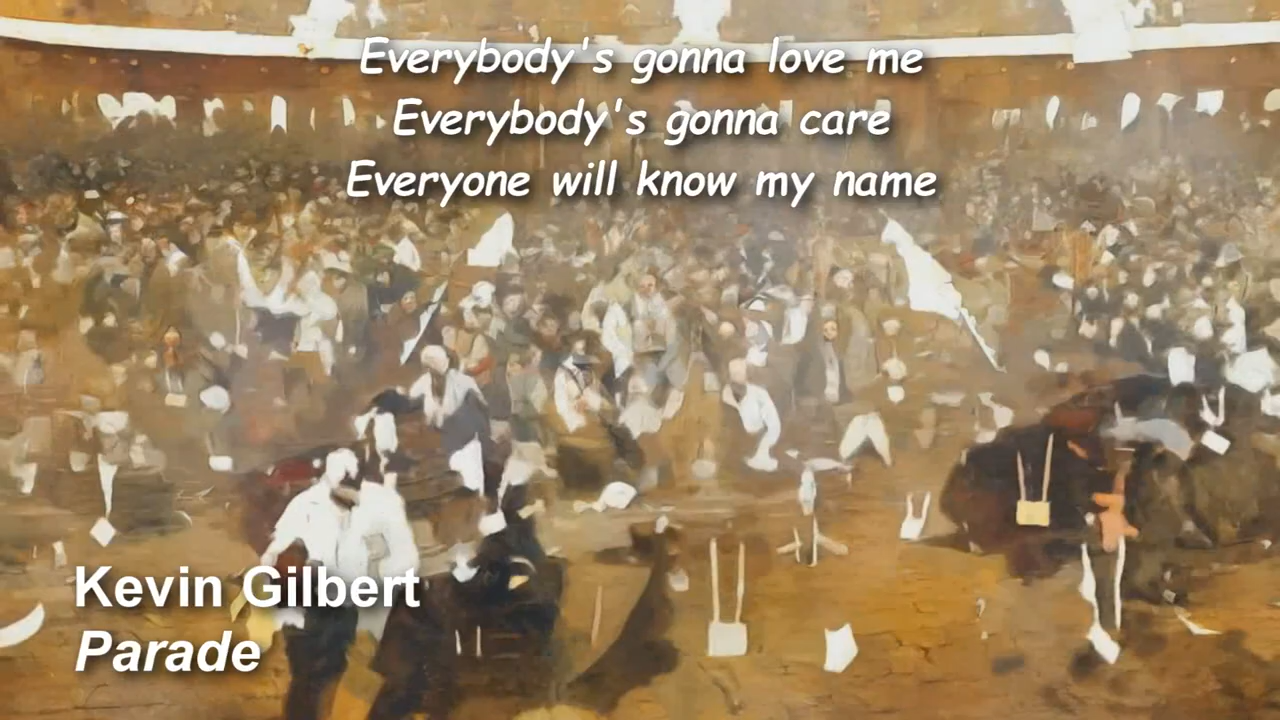 Everybody's gonna love me
Everybody's gonna care
Everyone will know my name
Kevin Gilbert
Parade